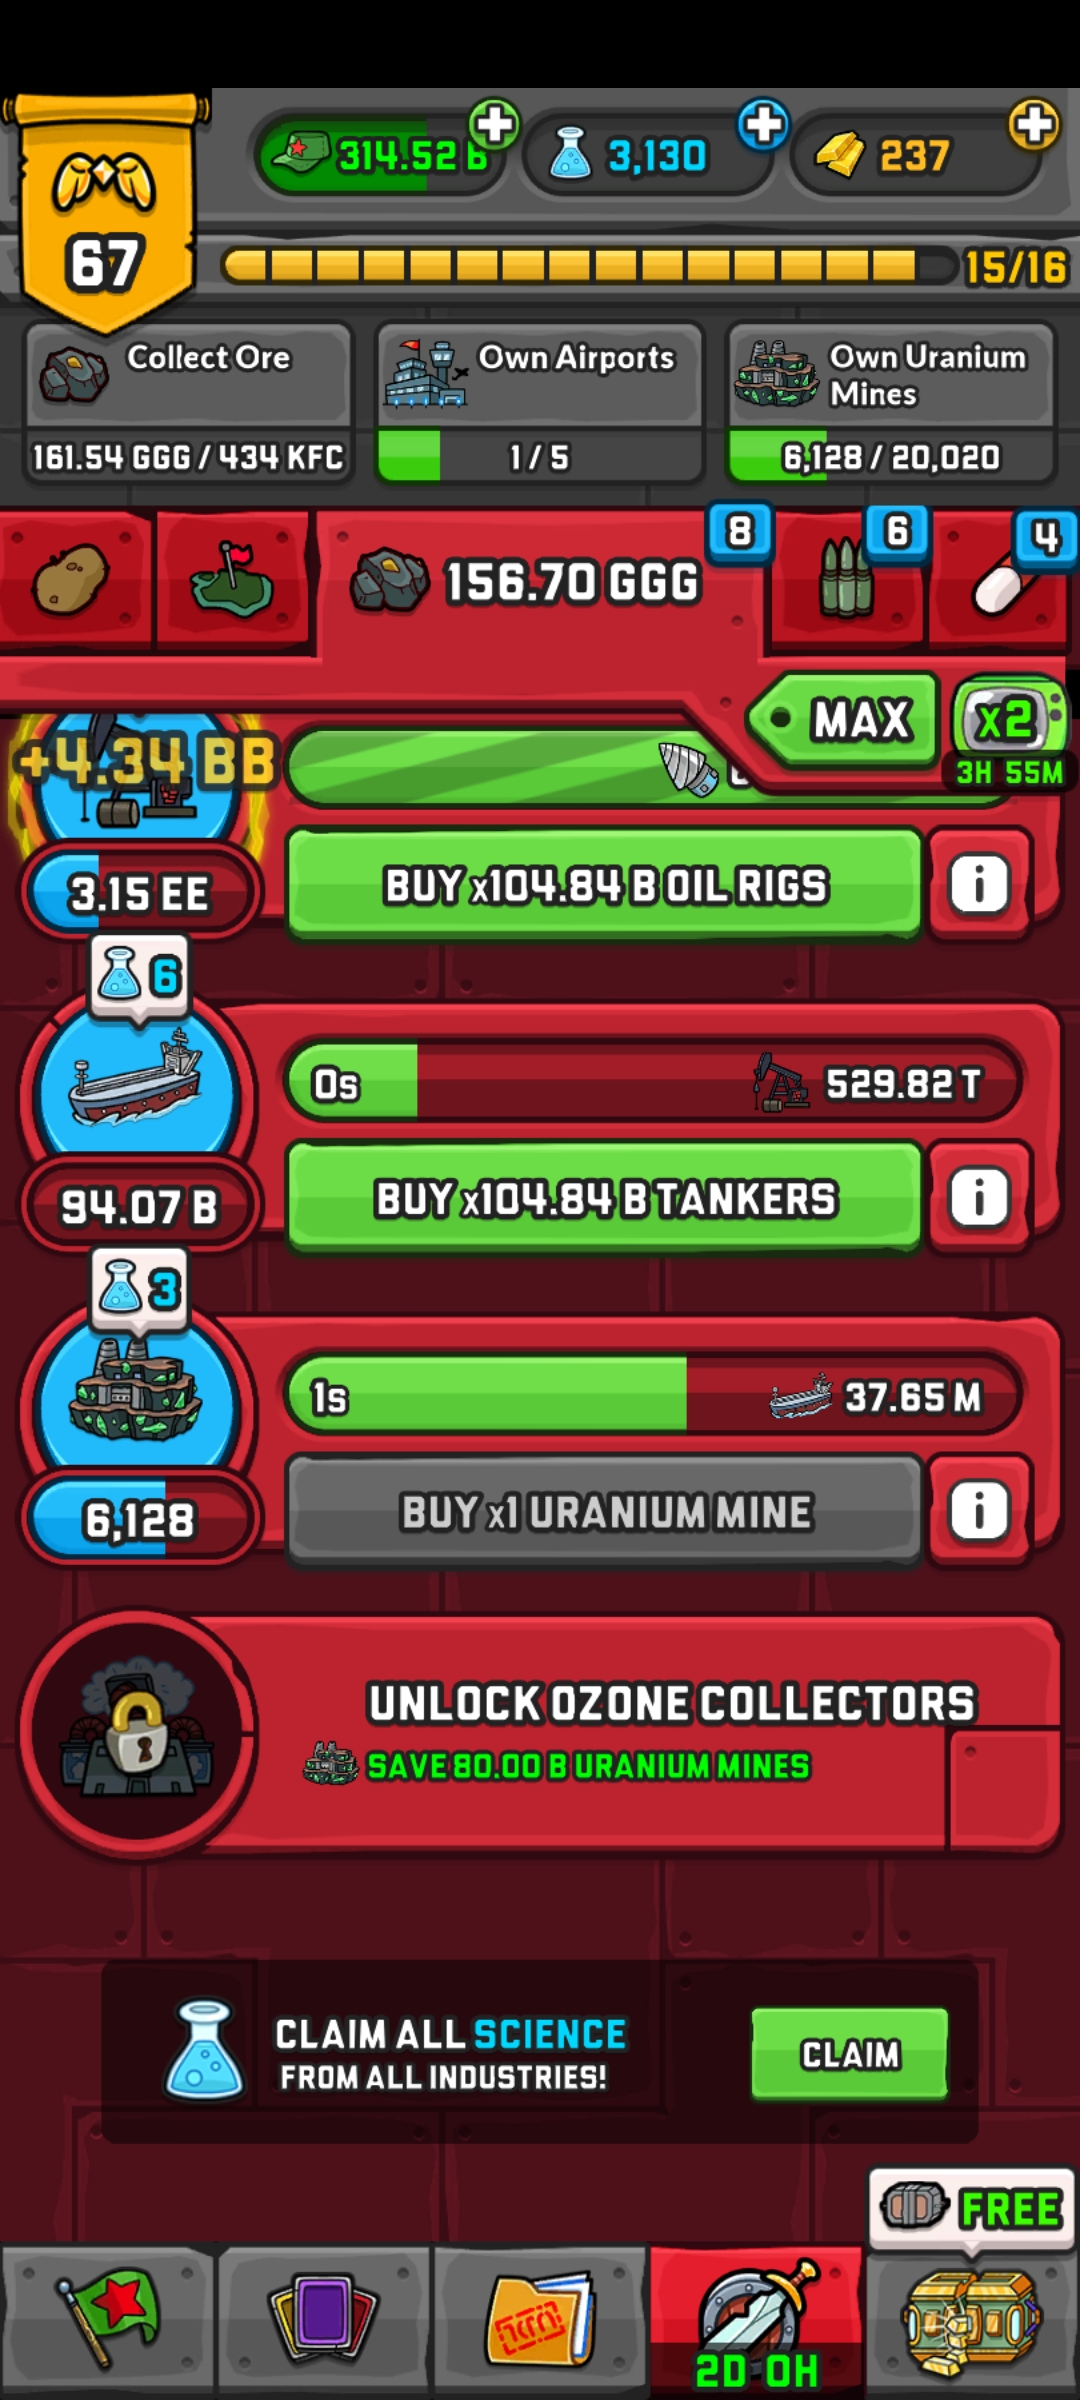 314.52 B
3,130
237
67
15/16
Collect Ore
161.54 GGG / 434 KFC
Own Airports
1 / 5
Own Uranium
Mines
6,128 / 20,020
156.70 GGG
8
6
4
MAX
x2
3H 55M
+4.34 BB
3.15 EE
BUY x104.84 B OIL RIGS
i
6
0s
529.82 T
94.07 B
BUY x104.84 B TANKERS
i
3
1s
37.65 M
6,128
BUY x1 URANIUM MINE
i
UNLOCK OZONE COLLECTORS
SAVE 80.00 B URANIUM MINES
CLAIM ALL SCIENCE
FROM ALL INDUSTRIES!
CLAIM
FREE
2D 0H